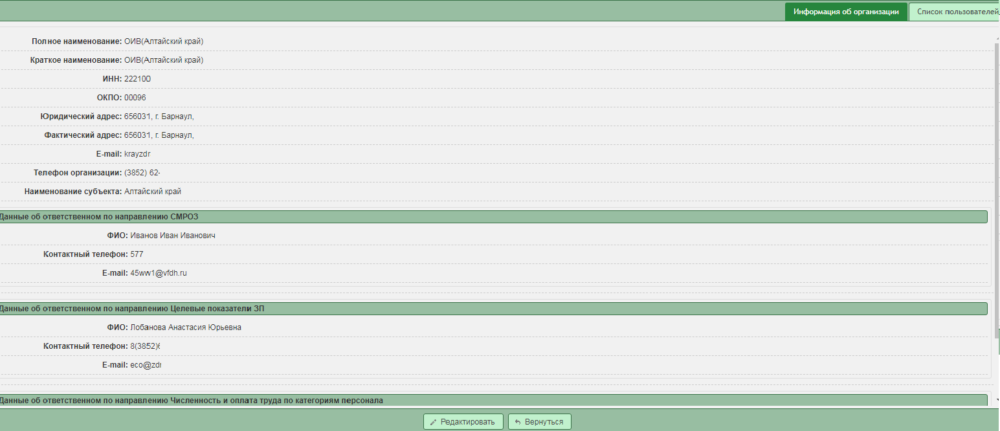 Информация об организации
Список пользователей
Полное наименование: ОИВ(Алтайский край)
Краткое наименование: ОИВ(Алтайский край)
ИНН: 222100
ОКПО: 00096
Юридический адрес: 656031, г. Барнаул,
Фактический адрес: 656031, г. Барнаул,
E-mail: krayzdr
Телефон организации: (3852) 62-
Наименование субъекта: Алтайский край
Данные об ответственном по направлению СМРОЗ
ФИО: Иванов Иван Иванович
Контактный телефон: 577
E-mail: 45ww1@vfdh.ru
Данные об ответственном по направлению Целевые показатели ЗП
ФИО: Лобанова Анастасия Юрьевна
Контактный телефон: 8(3852)6
E-mail: eco@zdr
Данные об ответственном по направлению Численность и оплата труда по категориям персонала
Редактировать
Вернуться